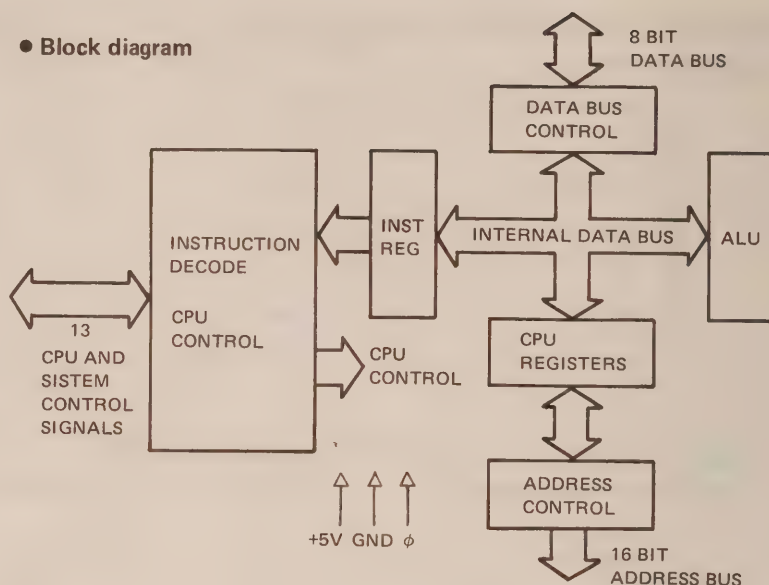 ● Block diagram
8 BIT
DATA BUS
DATA BUS
CONTROL
INSTRUCTION
DECODE
CPU
CONTROL
INST
REG
INTERNAL DATA BUS
ALU
13
CPU AND
SISTEM
CONTROL
SIGNALS
CPU
CONTROL
CPU
REGISTERS
ADDRESS
CONTROL
+5V GND ϕ
16 BIT
ADDRESS BUS